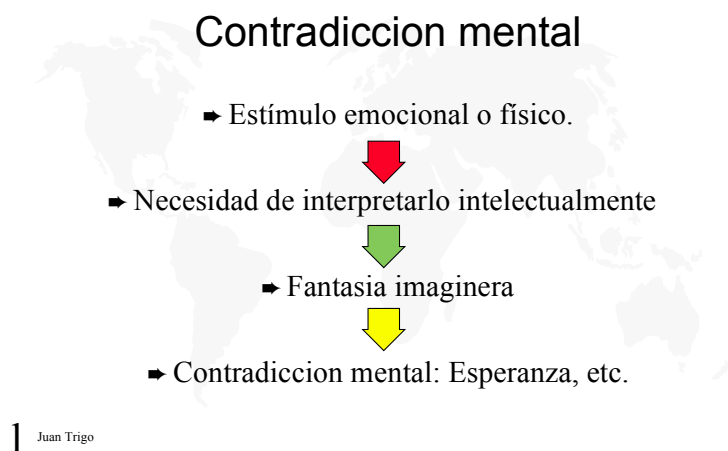 Contradiccion mental
➨ Estímulo emocional o físico.
➨ Necesidad de interpretarlo intelectualmente
➨ Fantasia imaginera
➨ Contradiccion mental: Esperanza, etc.
1 Juan Trigo